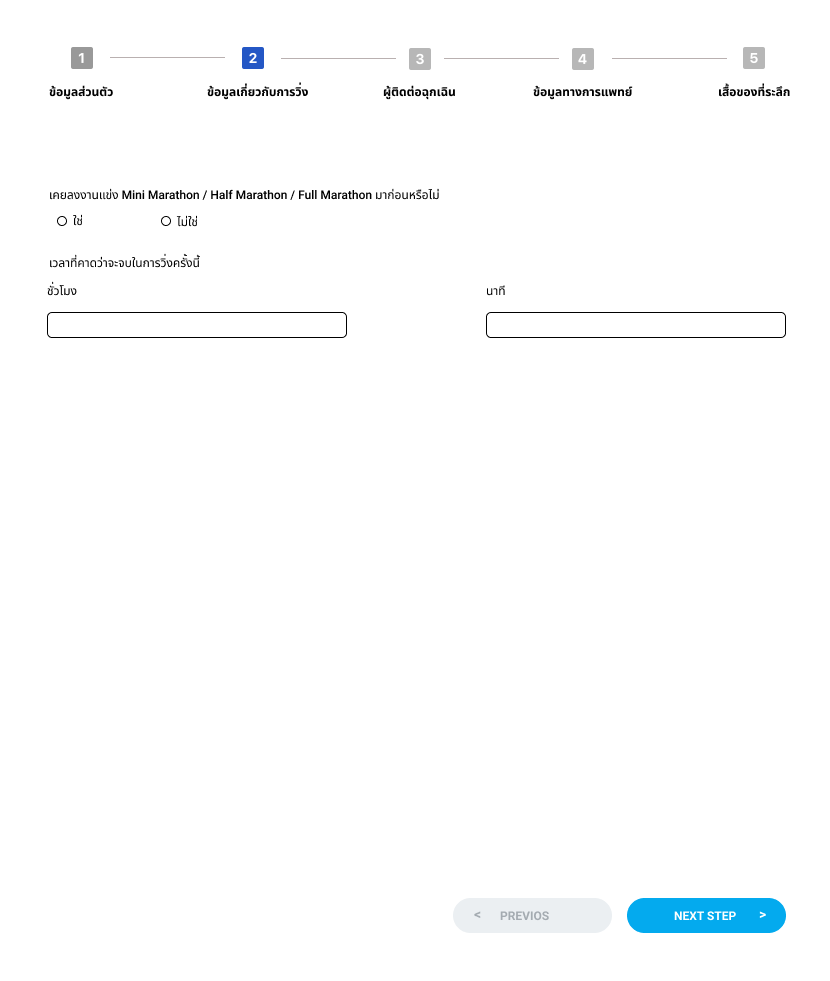 1 2 3 4 5
ข้อมูลส่วนตัว ข้อมูลเกี่ยวกับการวิ่ง ผู้ติดต่อฉุกเฉิน ข้อมูลทางการแพทย์ เสื้อของที่ระลึก
เคยลงงานแข่ง Mini Marathon / Half Marathon / Full Marathon มาก่อนหรือไม่
ใช่ ไม่ใช่
เวลาที่คาดว่าจะจบในการวิ่งครั้งนี้
ชั่วโมง นาที
< PREVIOS NEXT STEP >